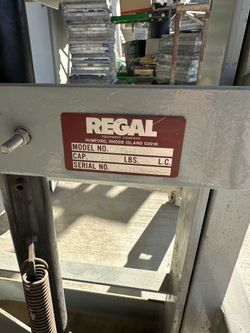 REGAL
EQUIPMENT COMPANY
RUMFORD, RHODE ISLAND 02916
MODEL NO.
CAP. LBS. L.C.
SERIAL NO.